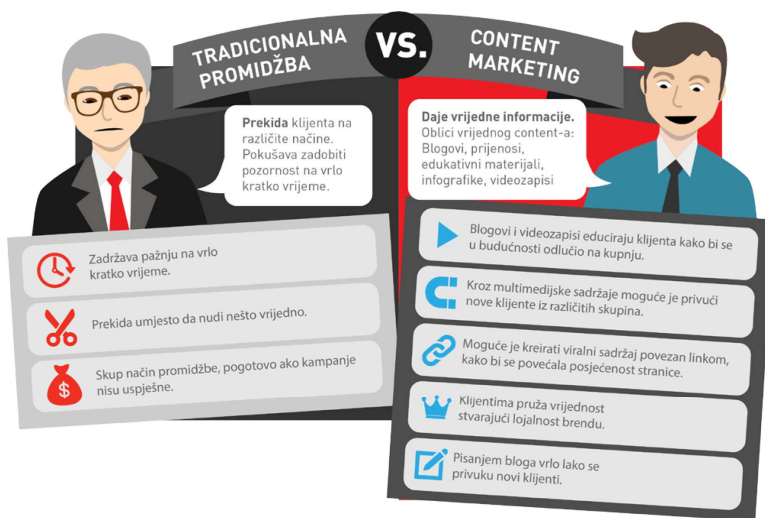 TRADICIONALNA
PROMIDŽBA
VS.
CONTENT
MARKETING
Prekida klijenta na
različite načine.
Pokušava zadobiti
pozornost na vrlo
kratko vrijeme.
Daje vrijedne informacije.
Oblici vrijednog content-a:
Blogovi, prijenosi,
edukativni materijali,
infografike, videozapisi
Zadržava pažnju na vrlo
kratko vrijeme.
Prekida umjesto da nudi nešto vrijedno.
Skup način promidžbe, pogotovo ako kampanje
nisu uspješne.
$
Blogovi i videozapisi educiraju klijenta kako bi se
u budućnosti odlučio na kupnju.
Kroz multimedijske sadržaje moguće je privući
nove klijente iz različitih skupina.
Moguće je kreirati viralni sadržaj povezan linkom,
kako bi se povećala posjećenost stranice.
Klijentima pruža vrijednost
stvarajući lojalnost brendu.
Pisanjem bloga vrlo lako se
privuku novi klijenti.